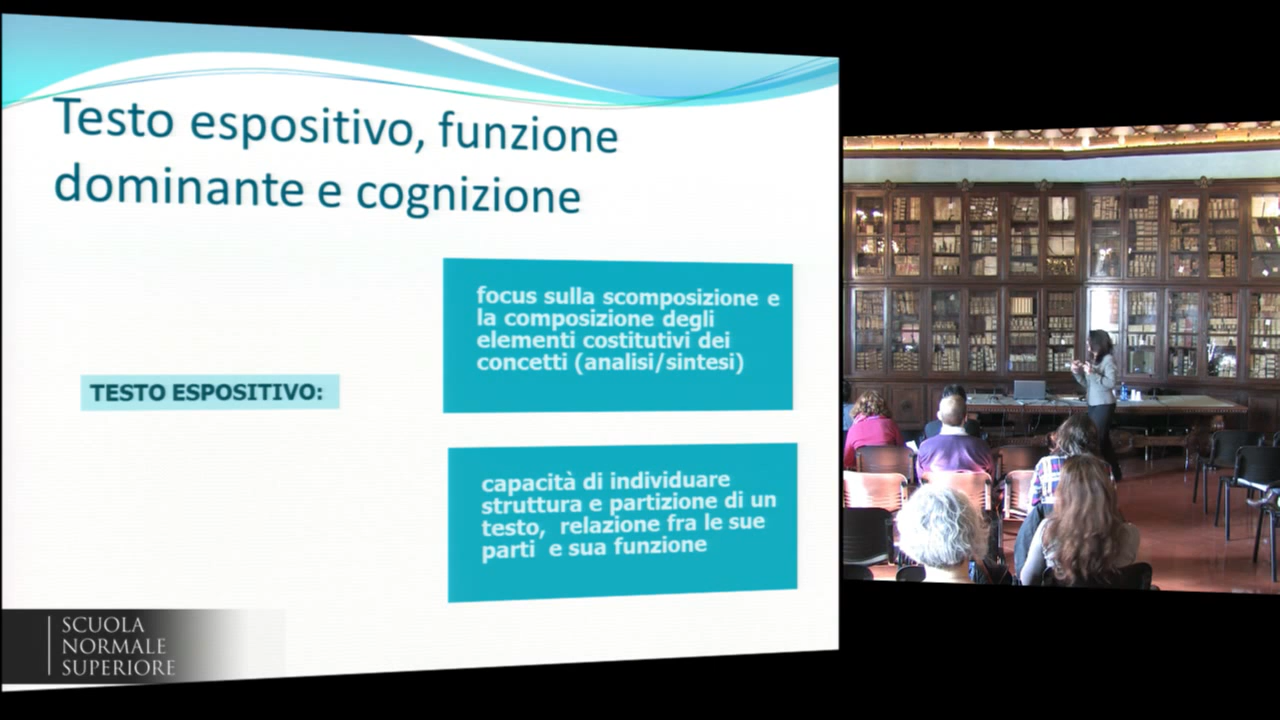 Testo espositivo, funzione
dominante e cognizione
TESTO ESPOSITIVO:
focus sulla scomposizione e
la composizione degli
elementi costitutivi dei
concetti (analisi/sintesi)
capacità di individuare
struttura e partizione di un
testo, relazione fra le sue
parti e sua funzione
SCUOLA
NORMALE
SUPERIORE